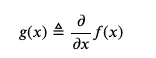 g(x) ≜ ∂/∂x f(x)